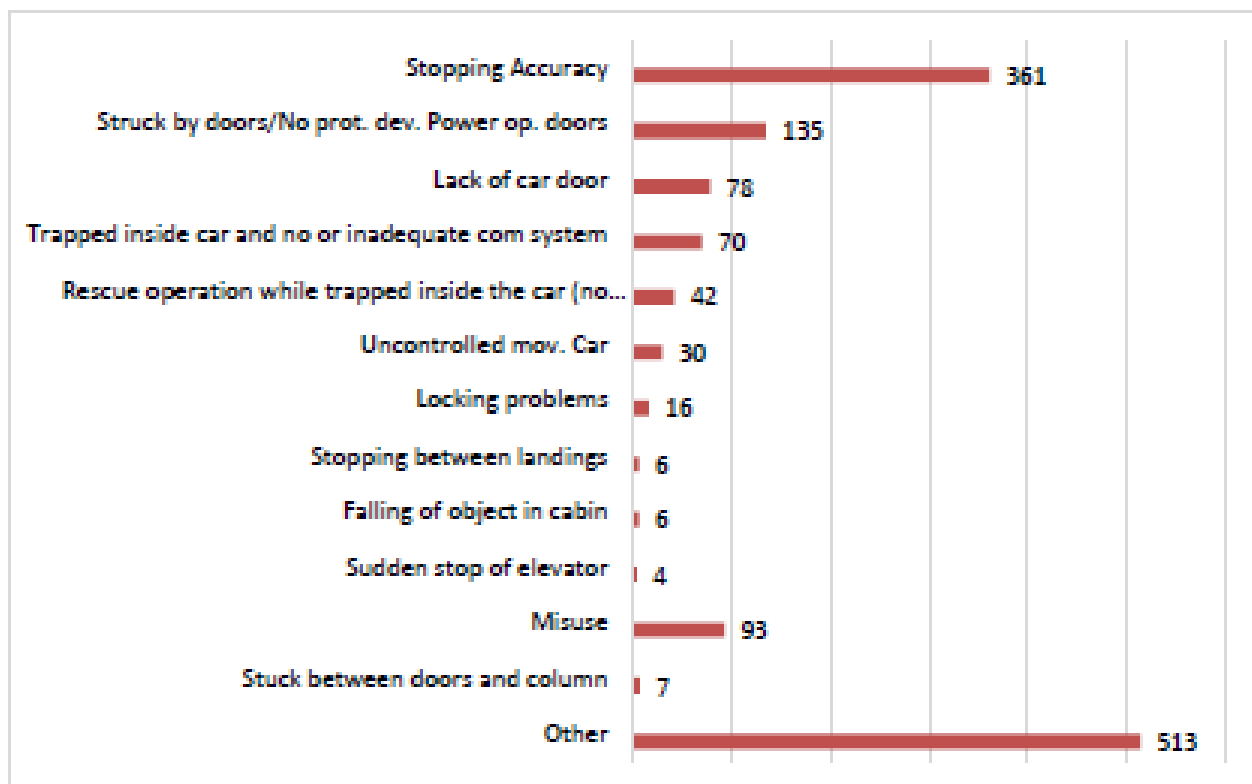 Stopping Accuracy 361
Struck by doors/No prot. dev. Power op. doors 135
Lack of car door 78
Trapped inside car and no or inadequate com system 70
Rescue operation while trapped inside the car (no... 42
Uncontrolled mov. Car 30
Locking problems 16
Stopping between landings 6
Falling of object in cabin 6
Sudden stop of elevator 4
Misuse 93
Stuck between doors and column 7
Other 513